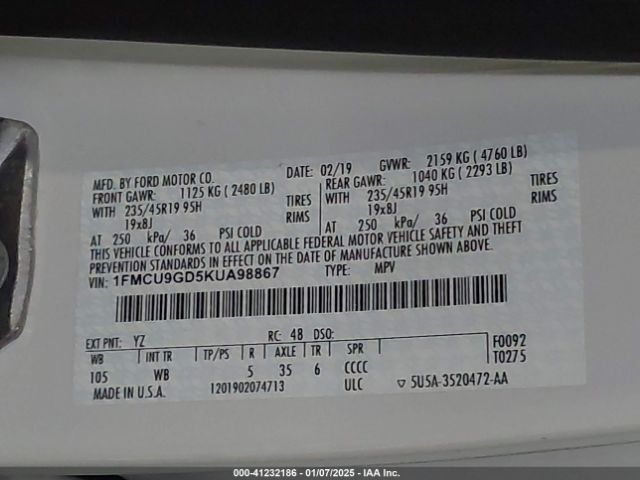 MFD. BY FORD MOTOR CO. DATE: 02/19 GVWR: 2159 KG ( 4760 LB)
FRONT GAWR: 1125 KG ( 2480 LB) REAR GAWR: 1040 KG ( 2293 LB)
WITH 235/45R19 95H TIRES WITH 235/45R19 95H TIRES
19x8J RIMS 19x8J RIMS
AT 250 kPa/ 36 PSI COLD AT 250 kPa/ 36 PSI COLD
THIS VEHICLE CONFORMS TO ALL APPLICABLE FEDERAL MOTOR VEHICLE SAFETY AND THEFT
PREVENTION STANDARDS IN EFFECT ON THE DATE OF MANUFACTURE SHOWN ABOVE.
VIN: 1FMCU9GD5KUA98867 TYPE: MPV
EXT PNT: YZ RC: 48 DSO: F0092
WB INT TR TP/PS R AXLE TR SPR T0275
105 WB 5 35 6 CCCC
MADE IN U.S.A. 1201902074713 ULC ▽ 5U5A-3520472-AA
000-41232186 - 01/07/2025 - IAA Inc.